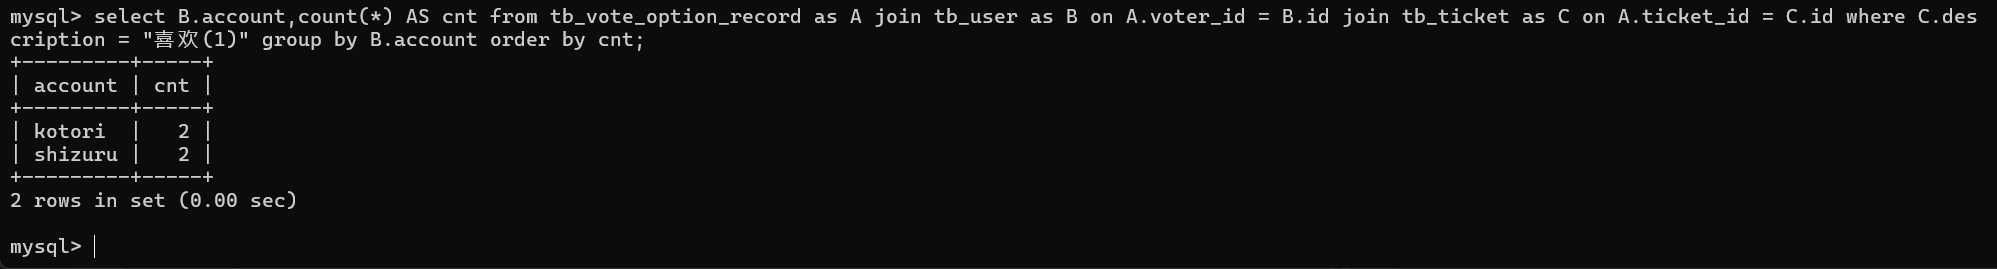 mysql> select B.account,count(*) AS cnt from tb_vote_option_record as A join tb_user as B on A.voter_id = B.id join tb_ticket as C on A.ticket_id = C.id where C.des
cription = "喜欢(1)" group by B.account order by cnt;
+---------+-----+
| account | cnt |
+---------+-----+
| kotori  |   2 |
| shizuru |   2 |
+---------+-----+
2 rows in set (0.00 sec)
mysql>